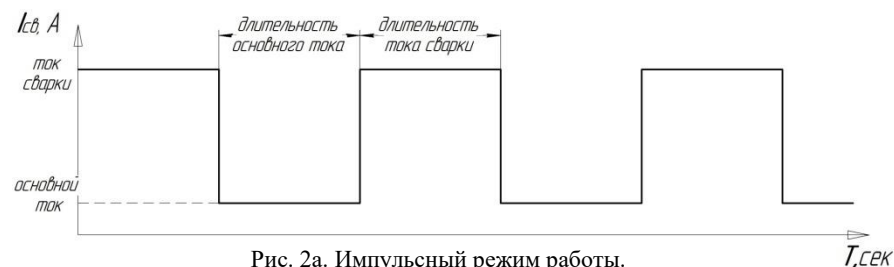 Iсв, А
длительность
основного тока
длительность
тока сварки
ток
сварки
основной
ток
Т,сек
Рис. 2а. Импульсный режим работы.